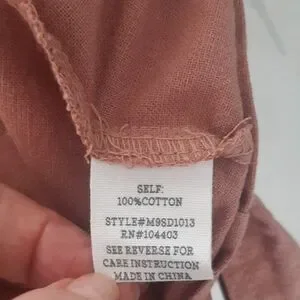 SELF:
100%COTTON
STYLE#M9SD1013
RN#104403
SEE REVERSE FOR
CARE INSTRUCTION
MADE IN CHINA